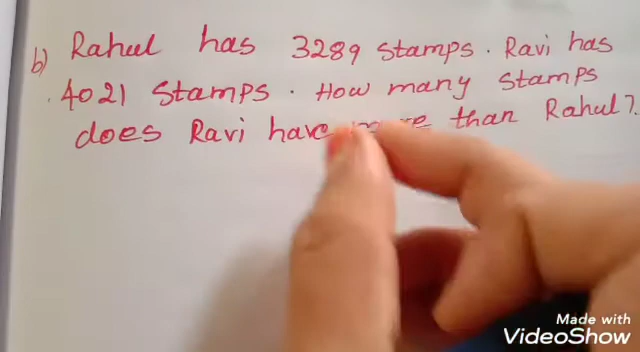 b) Rahul has 3289 stamps. Ravi has
4021 stamps. How many stamps
does Ravi have more than Rahul?
Made with
VideoShow